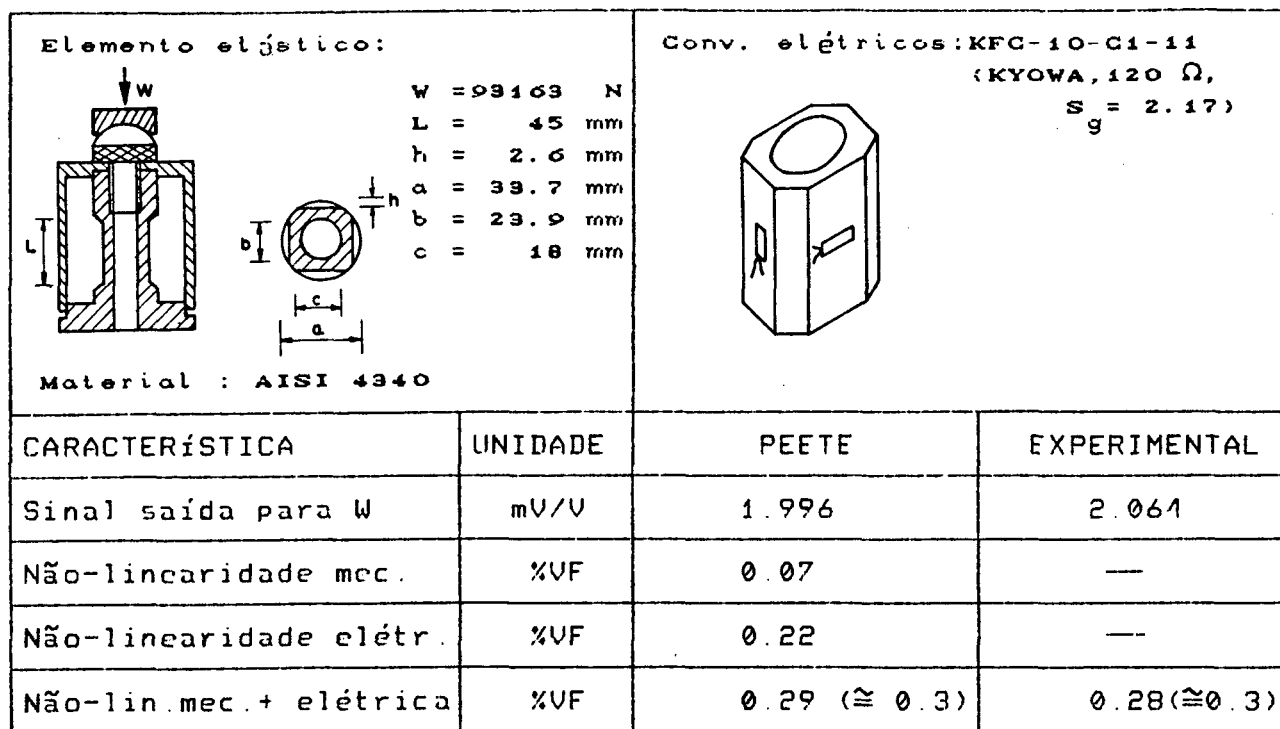 Elemento elástico:
W
W = 93163 N
L = 45 mm
h = 2.6 mm
a = 33.7 mm
b = 23.9 mm
c = 18 mm
L
b
h
c
a
Material : AISI 4340
Conv. elétricos:KFC-10-C1-11
(KYOWA, 120 Ω,
Sg = 2.17)
CARACTERíSTICA UNIDADE PEETE EXPERIMENTAL
Sinal saída para W mV/V 1.996 2.061
Não-linearidade mec. %VF 0.07 —
Não-linearidade elétr. %VF 0.22 —-
Não-lin.mec.+ elétrica %VF 0.29 (≅ 0.3) 0.28(≅0.3)